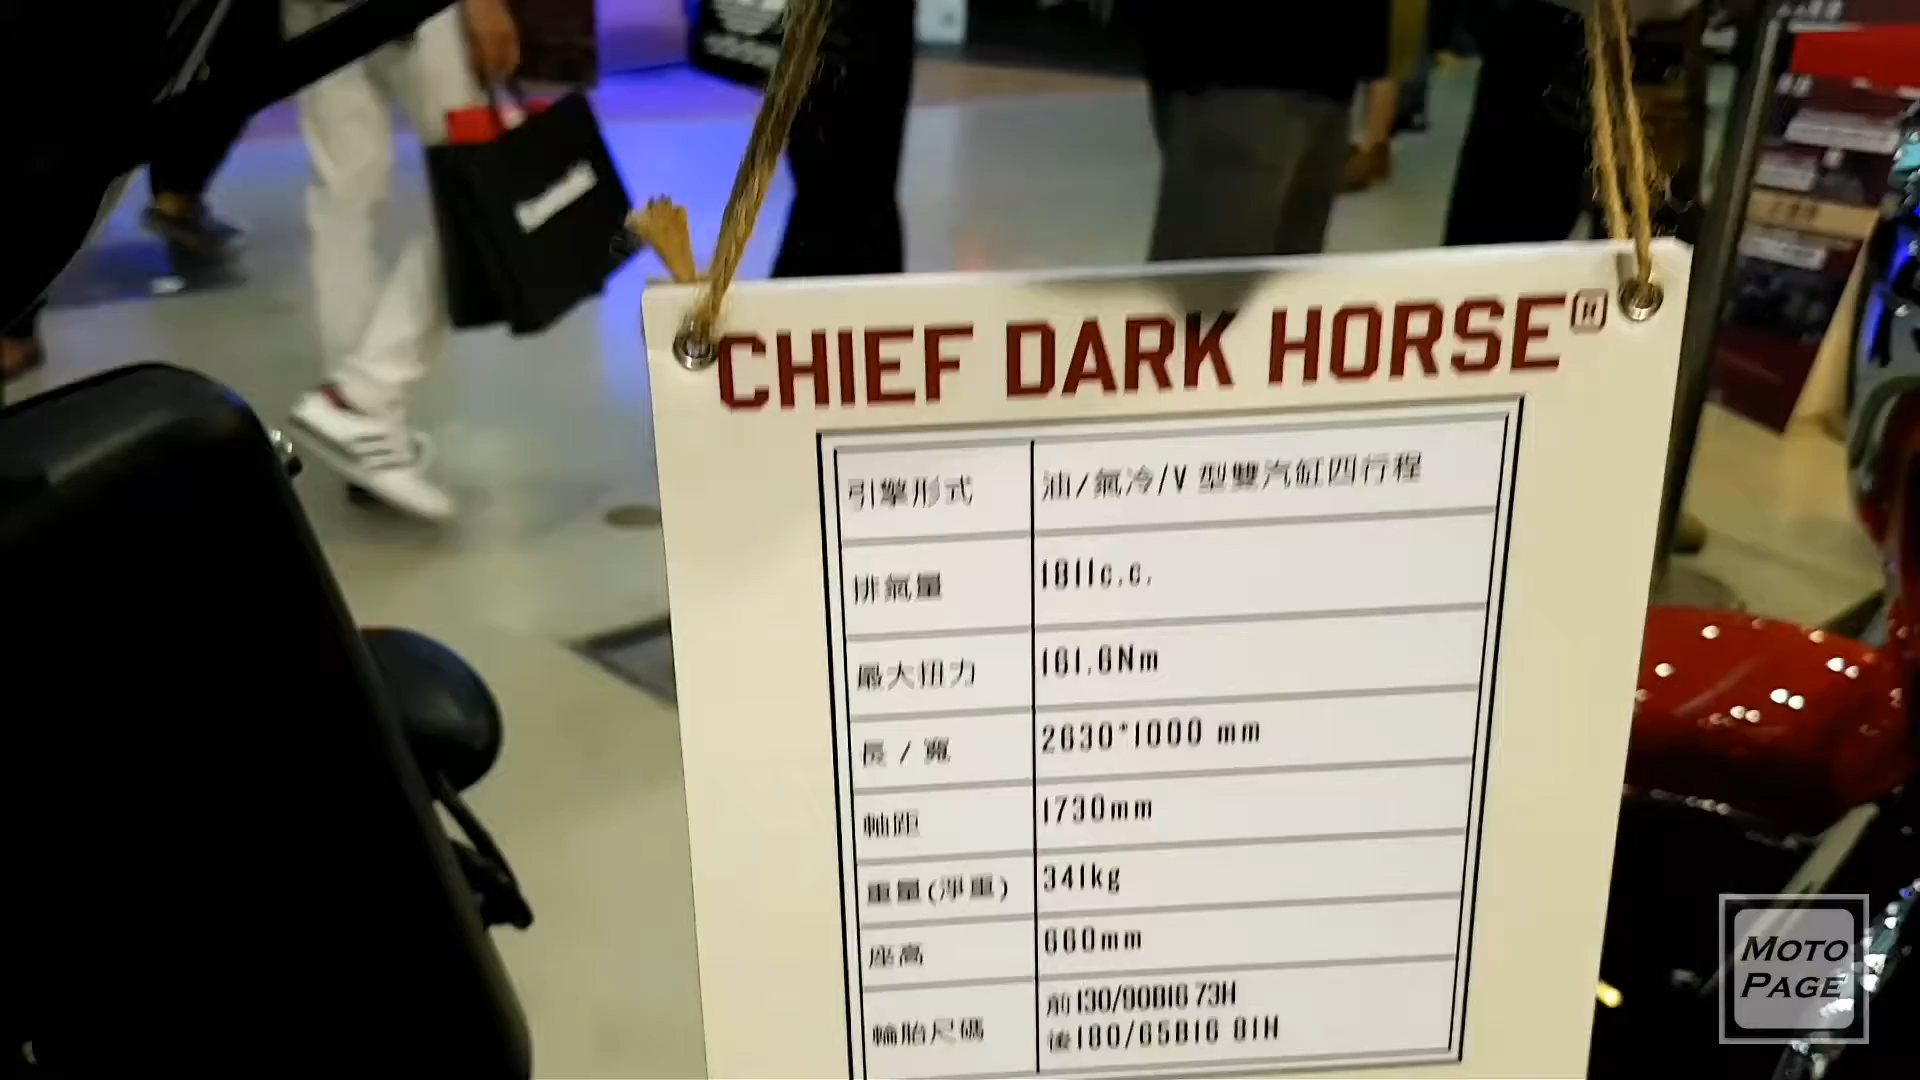 CHIEF DARK HORSE®
引擎形式 油/氣冷/V 型雙汽缸四行程
排氣量 1811c.c.
最大扭力 161.6Nm
長 / 寬 2630*1000 mm
軸距 1730mm
重量(淨重) 341kg
座高 660mm
輪胎尺碼 前130/90B16 73H
後180/65B16 81H
MOTO
PAGE